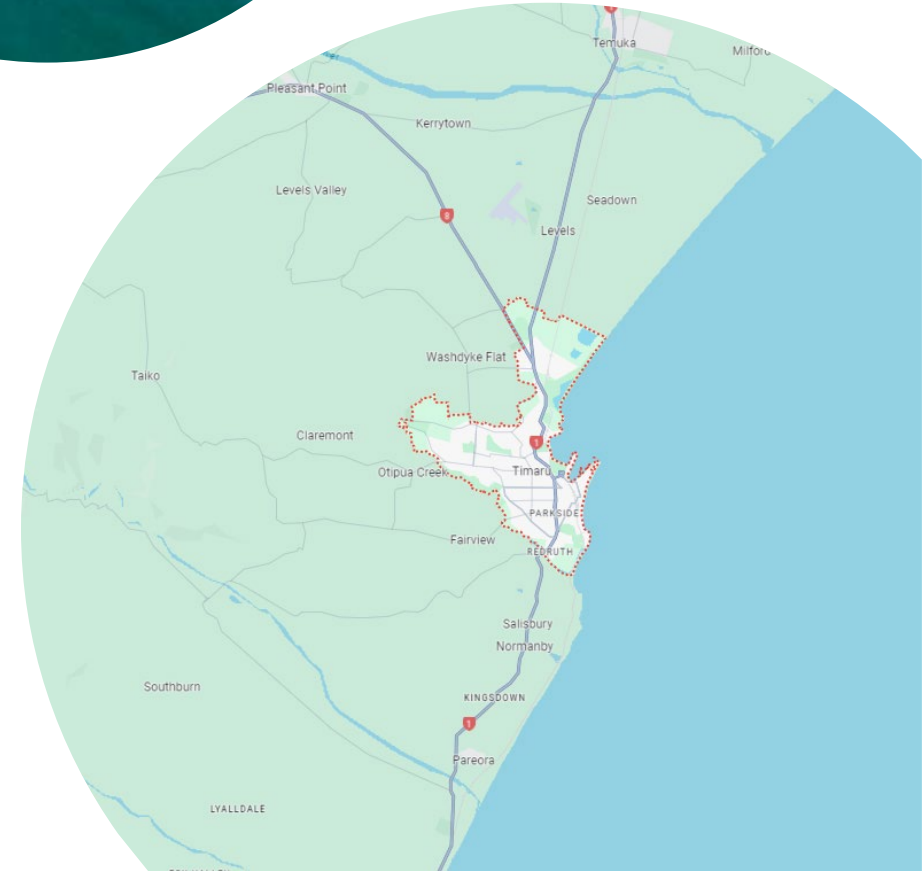 1
Temuka
Milford
Pleasant Point
Kerrytown
Levels Valley
Seadown
8
Levels
Washdyke Flat
Taiko
Claremont
1
Otipua Creek
Timaru
PARKSIDE
Fairview
REDRUTH
Salisbury
Normanby
Southburn
KINGSDOWN
1
Pareora
LYALLDALE